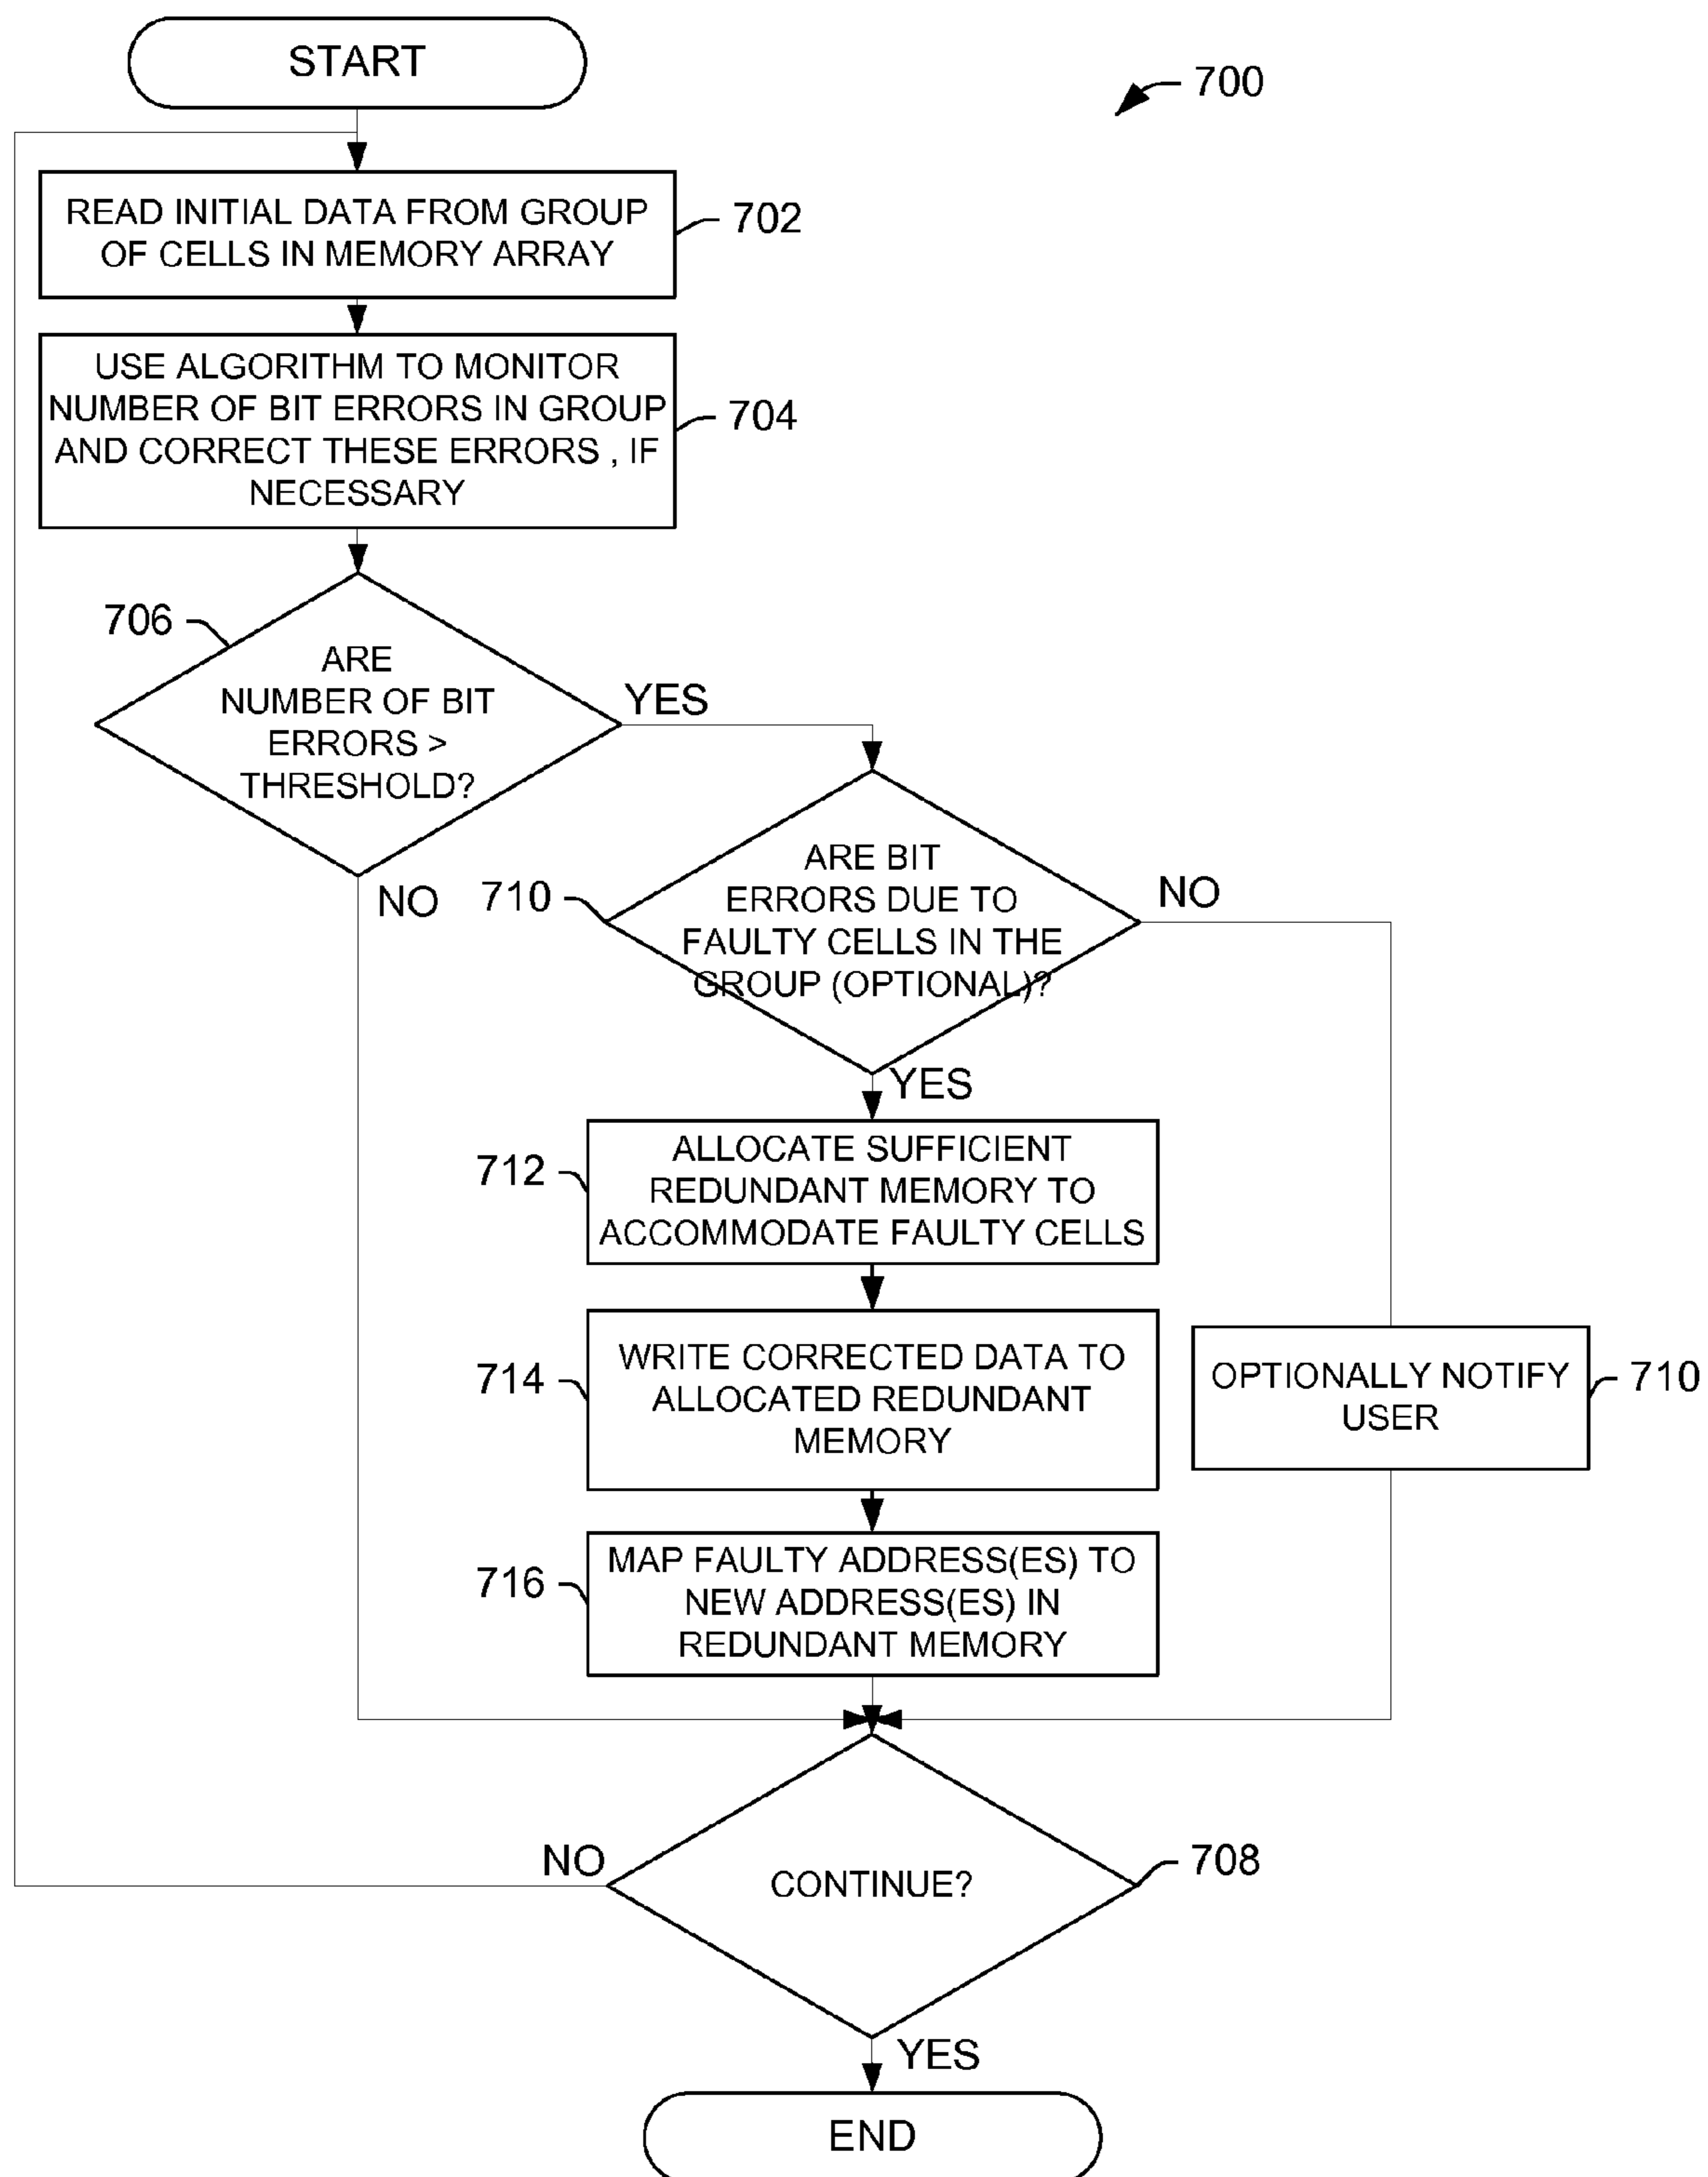 START
700
READ INITIAL DATA FROM GROUP
OF CELLS IN MEMORY ARRAY
702
USE ALGORITHM TO MONITOR
NUMBER OF BIT ERRORS IN GROUP
AND CORRECT THESE ERRORS , IF
NECESSARY
704
706
ARE
NUMBER OF BIT
ERRORS >
THRESHOLD?
YES
NO
710
ARE BIT
ERRORS DUE TO
FAULTY CELLS IN THE
GROUP (OPTIONAL)?
NO
YES
712
ALLOCATE SUFFICIENT
REDUNDANT MEMORY TO
ACCOMMODATE FAULTY CELLS
714
WRITE CORRECTED DATA TO
ALLOCATED REDUNDANT
MEMORY
OPTIONALLY NOTIFY
USER
710
716
MAP FAULTY ADDRESS(ES) TO
NEW ADDRESS(ES) IN
REDUNDANT MEMORY
NO
CONTINUE?
708
YES
END